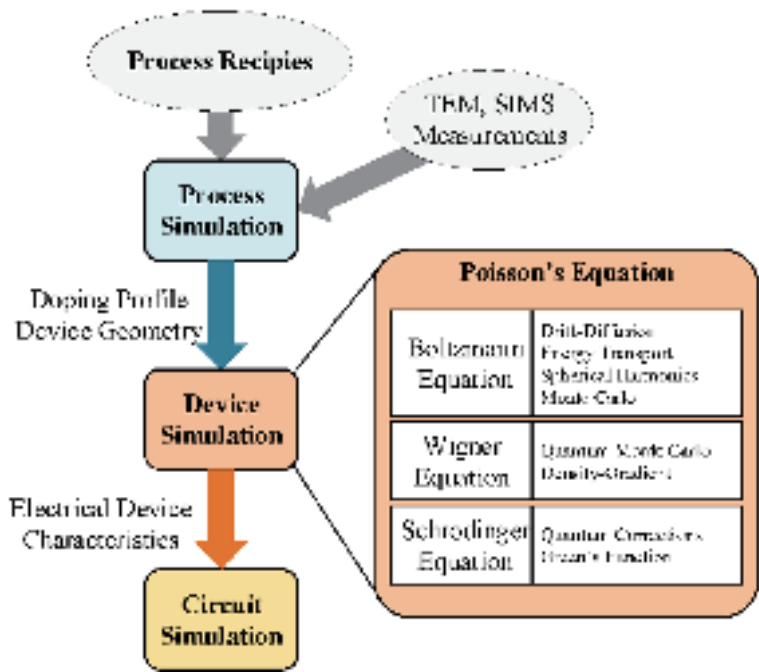 Process Recipies
TEM, SIMS
Measurements
Process
Simulation
Doping Profile
Device Geometry
Device
Simulation
Electrical Device
Characteristics
Circuit
Simulation
Poisson's Equation
Boltzmann
Equation
Drift-Diffusion
Energy Transport
Spherical Harmonics
Monte Carlo
Wigner
Equation
Quantum Monte Carlo
Density-Gradient
Schrödinger
Equation
Quantum Corrections
Green's Function